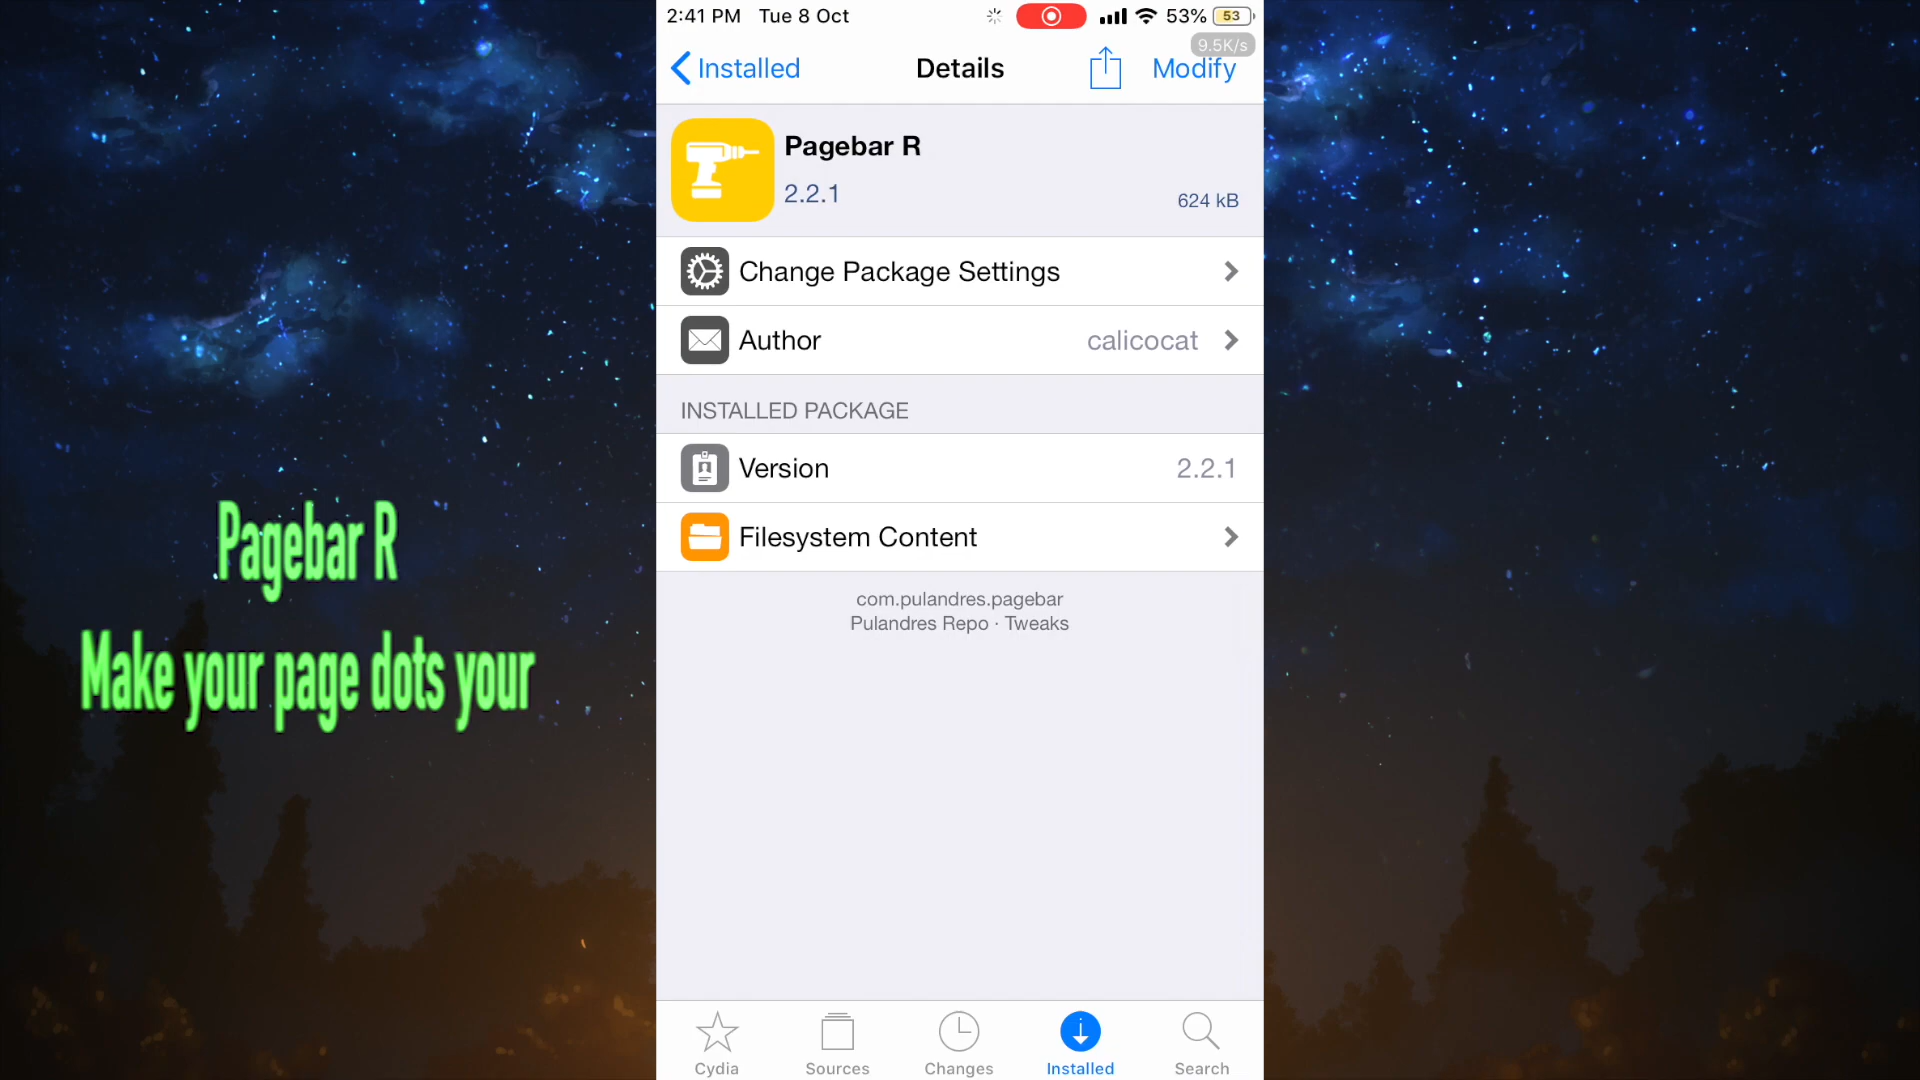 2:41 PM Tue 8 Oct 53% 53
9.5K/s
Installed Details Modify
Pagebar R
2.2.1
624 kB
Change Package Settings
Author calicocat
INSTALLED PACKAGE
Version 2.2.1
Filesystem Content
com.pulandres.pagebar
Pulandres Repo · Tweaks
Cydia Sources Changes Installed Search
Pagebar R
Make your page dots your